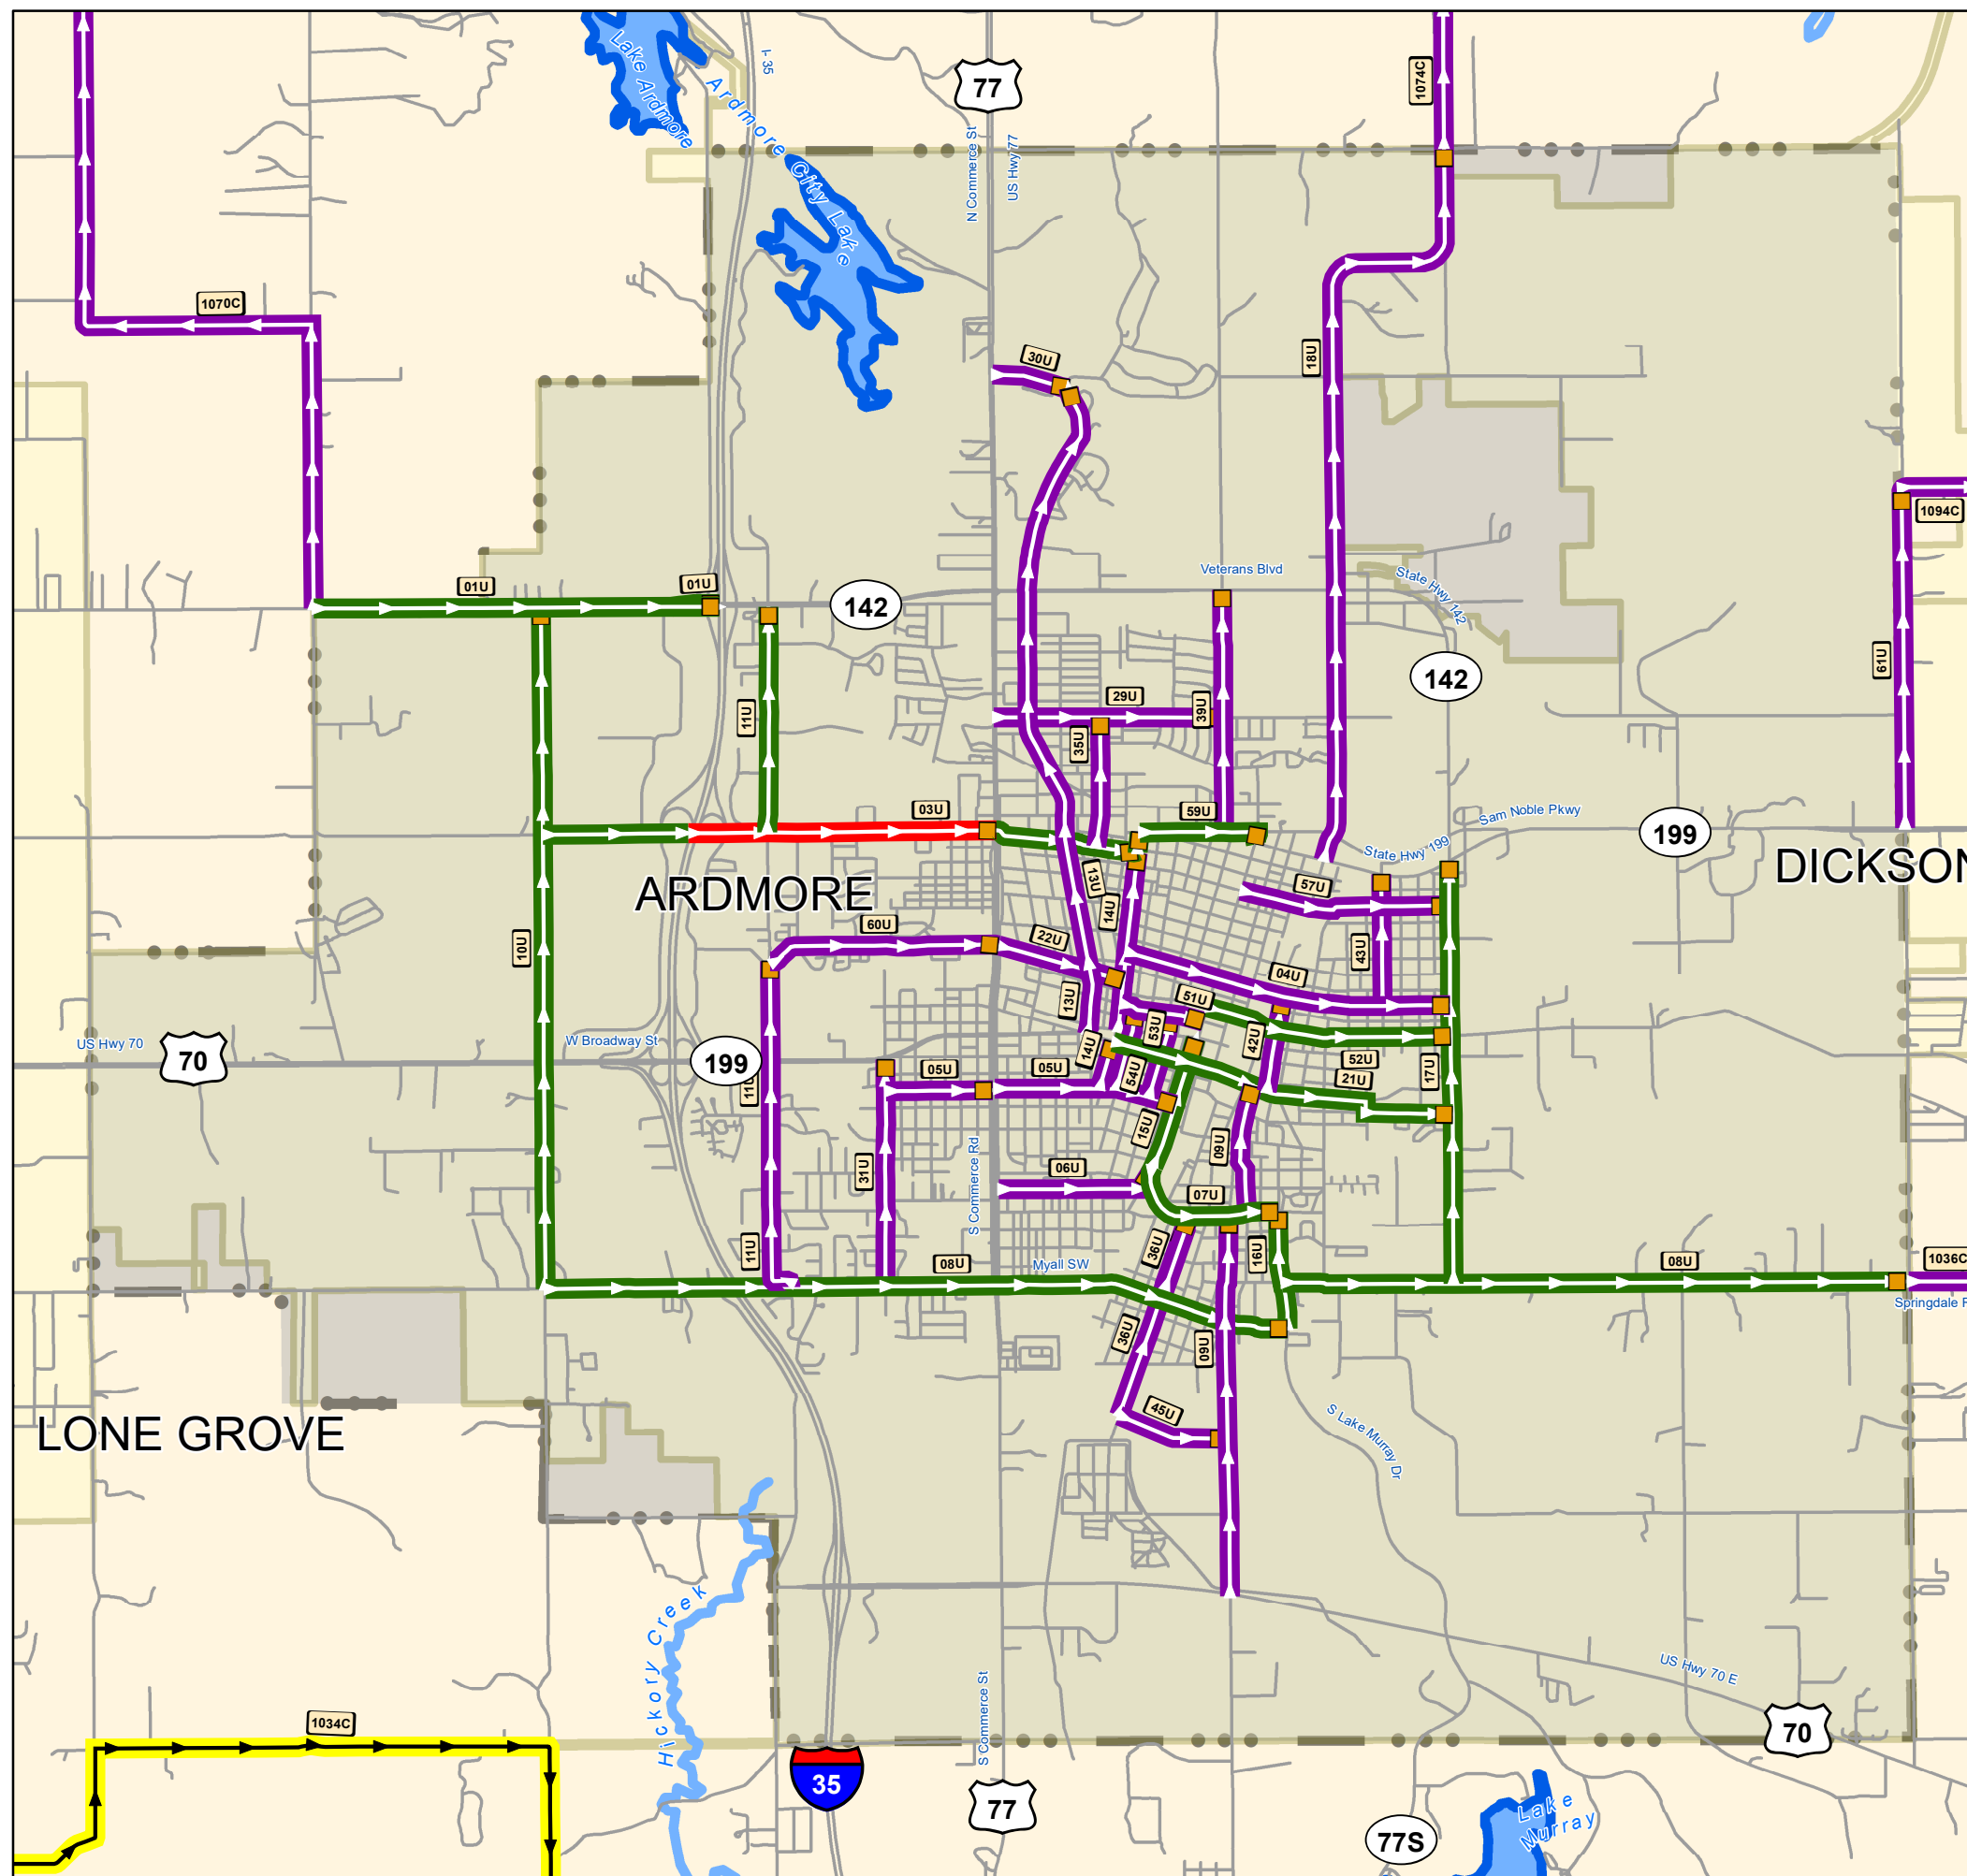 Lake Ardmore
I- 35
Ardmore City Lake
77
N Commerce St
US Hwy 77
1074C
1070C
30U
18U
1094C
01U
01U
142
Veterans Blvd
State Hwy 142
61U
142
29U
39U
35U
11U
03U
59U
Sam Noble Pkwy
State Hwy 199
199
DICKSON
ARDMORE
13U
14U
57U
60U
22U
10U
43U
04U
13U
51U
53U
42U
US Hwy 70
70
W Broadway St
199
11U
14U
05U
05U
54U
52U
21U
17U
15U
09U
31U
06U
S Commerce Rd
07U
11U
36U
16U
08U
Myall SW
08U
1036C
Springdale R
36U
09U
LONE GROVE
45U
S Lake Murray Dr
Hickory Creek
US Hwy 70 E
S Commerce St
1034C
70
35
77
77S
Lake Murray